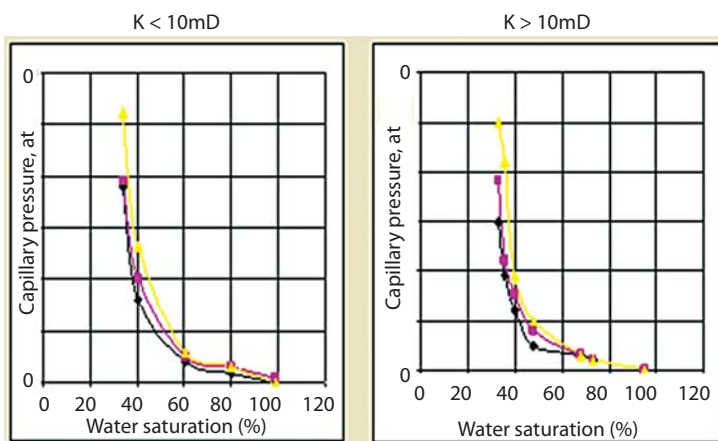 K < 10mD
0
Capillary pressure, at
0
0 20 40 60 80 100 120
Water saturation (%)
K > 10mD
0
Capillary pressure, at
0
0 20 40 60 80 100 120
Water saturation (%)